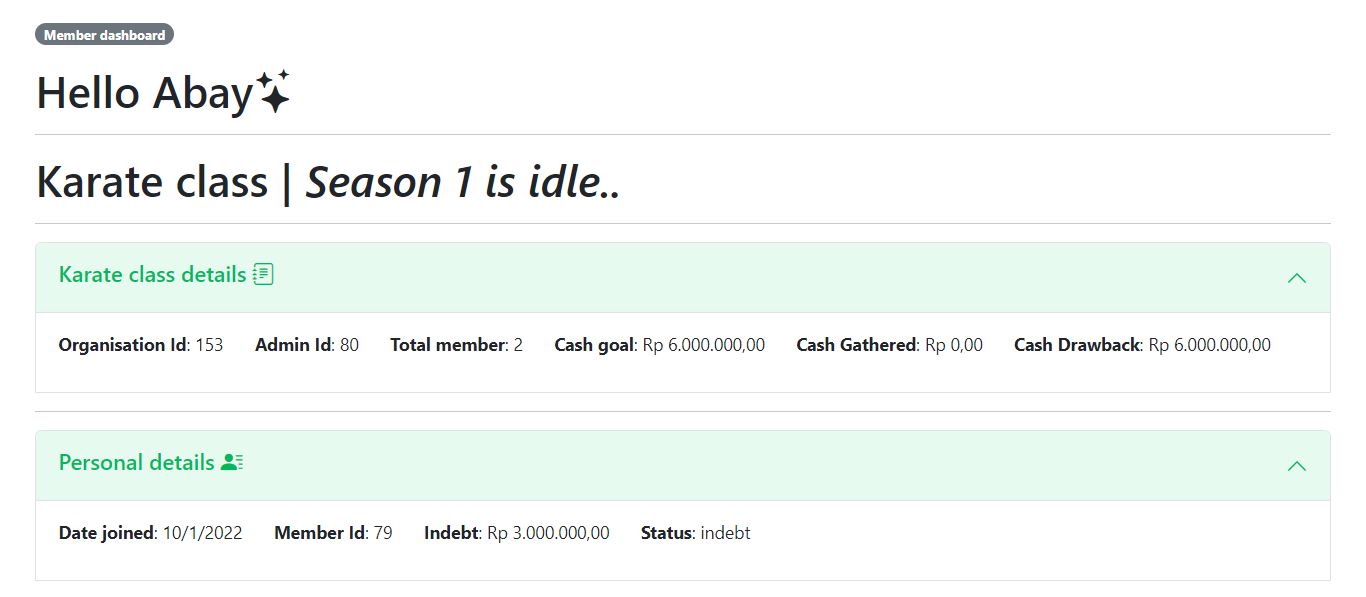 Member dashboard
Hello Abay
Karate class | Season 1 is idle..
Karate class details
Organisation Id: 153 Admin Id: 80 Total member: 2 Cash goal: Rp 6.000.000,00 Cash Gathered: Rp 0,00 Cash Drawback: Rp 6.000.000,00
Personal details
Date joined: 10/1/2022 Member Id: 79 Indebt: Rp 3.000.000,00 Status: indebt